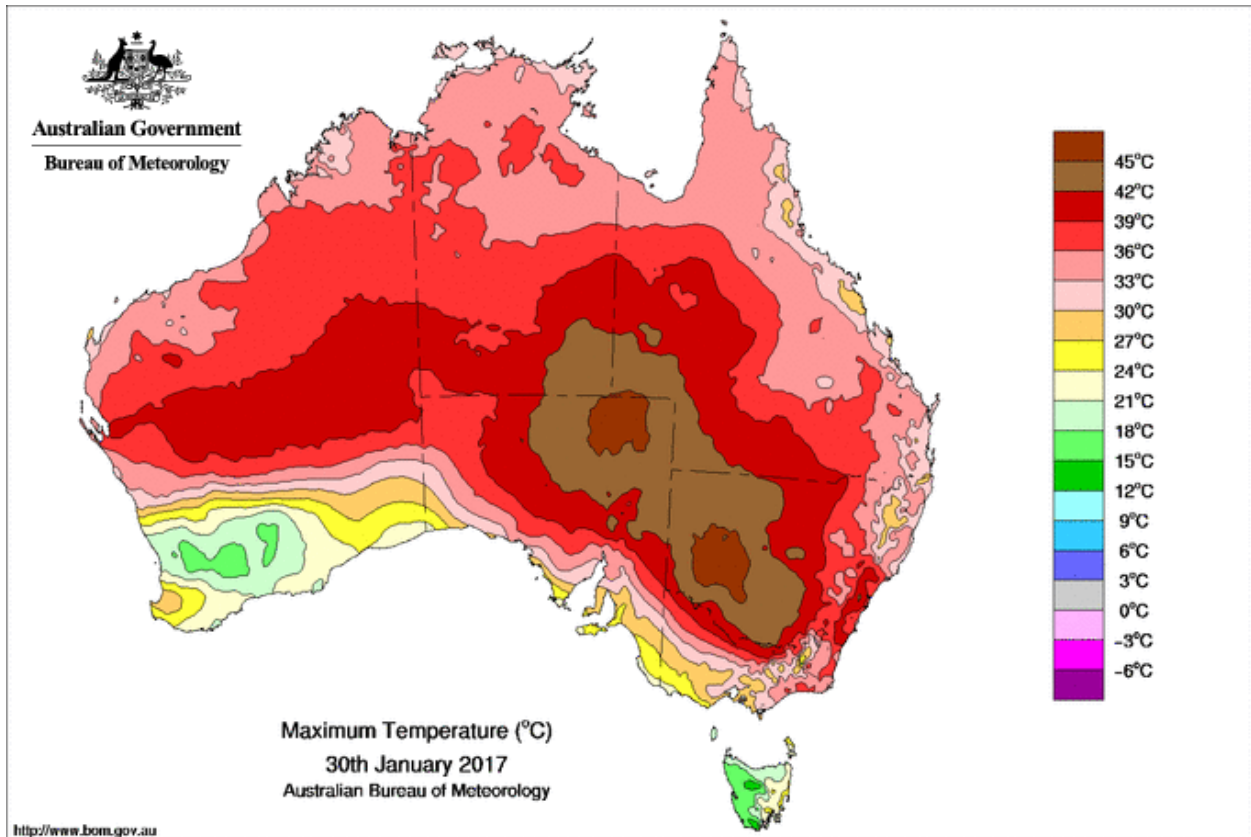 Australian Government
Bureau of Meteorology
45°C
42°C
39°C
36°C
33°C
30°C
27°C
24°C
21°C
18°C
15°C
12°C
9°C
6°C
3°C
0°C
-3°C
-6°C
Maximum Temperature (°C)
30th January 2017
Australian Bureau of Meteorology
http://www.bom.gov.au